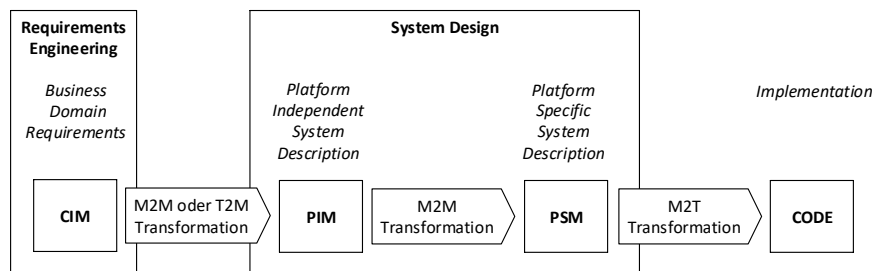 Requirements
Engineering
System Design
Business
Domain
Requirements
Platform
Independent
System
Description
Platform
Specific
System
Description
Implementation
CIM
M2M oder T2M
Transformation
PIM
M2M
Transformation
PSM
M2T
Transformation
CODE